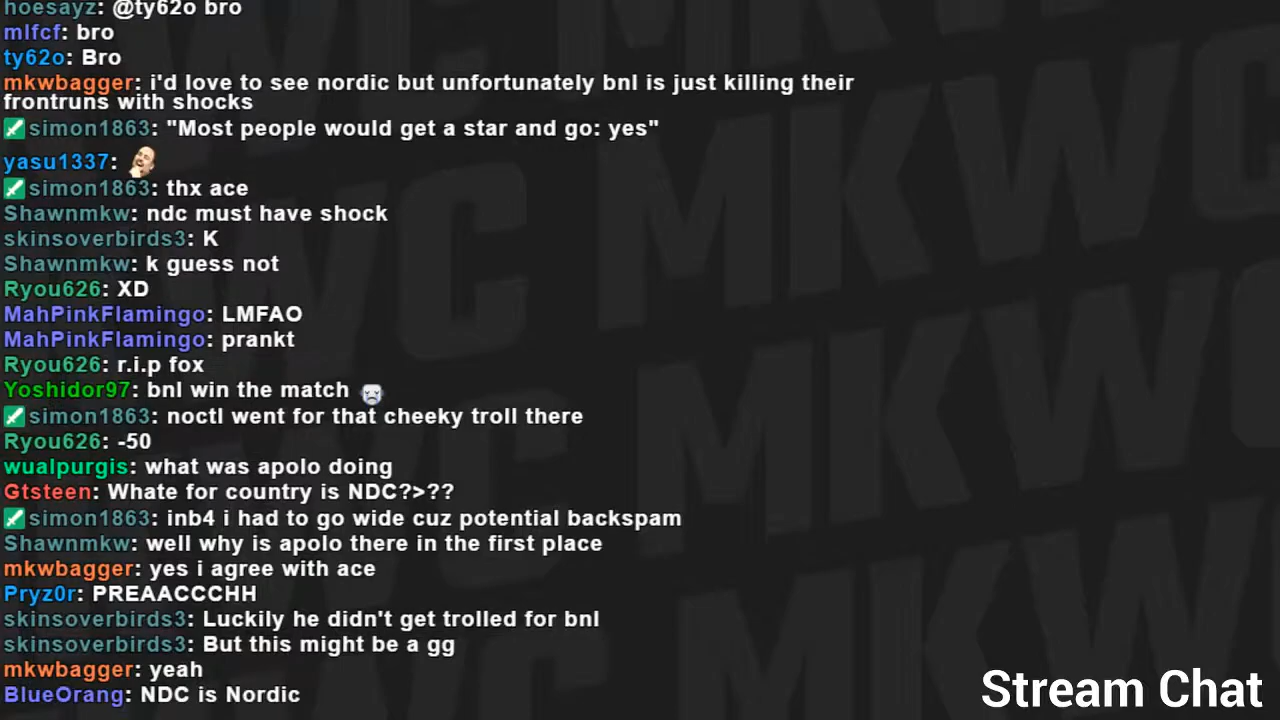 hoesayz: @ty62o bro
mlfcf: bro
ty62o: Bro
mkwbagger: i'd love to see nordic but unfortunately bnl is just killing their
frontruns with shocks
simon1863: "Most people would get a star and go: yes"
yasu1337:
simon1863: thx ace
Shawnmkw: ndc must have shock
skinsoverbirds3: K
Shawnmkw: k guess not
Ryou626: XD
MahPinkFlamingo: LMFAO
MahPinkFlamingo: prankt
Ryou626: r.i.p fox
Yoshidor97: bnl win the match
simon1863: noctl went for that cheeky troll there
Ryou626: -50
wualpurgis: what was apolo doing
Gtsteen: Whate for country is NDC?>??
simon1863: inb4 i had to go wide cuz potential backspam
Shawnmkw: well why is apolo there in the first place
mkwbagger: yes i agree with ace
Pryz0r: PREAACCCHH
skinsoverbirds3: Luckily he didn't get trolled for bnl
skinsoverbirds3: But this might be a gg
mkwbagger: yeah
BlueOrang: NDC is Nordic
Stream Chat
MKWC
MKWC
MKWC